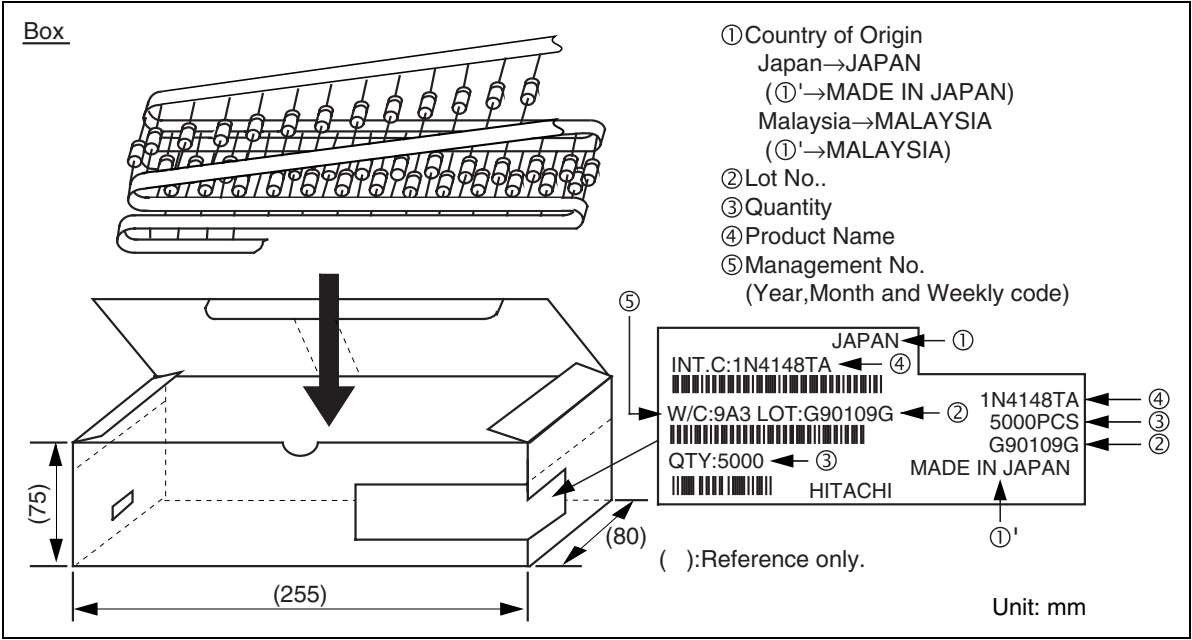 Box
①Country of Origin
Japan→JAPAN
(①'→MADE IN JAPAN)
Malaysia→MALAYSIA
(①'→MALAYSIA)
②Lot No..
③Quantity
④Product Name
⑤Management No.
(Year,Month and Weekly code)
⑤
JAPAN ①
INT.C:1N4148TA ④
W/C:9A3 LOT:G90109G ②
QTY:5000 ③
HITACHI
1N4148TA ④
5000PCS ③
G90109G ②
MADE IN JAPAN
①'
(75)
(80)
(255)
( ):Reference only.
Unit: mm